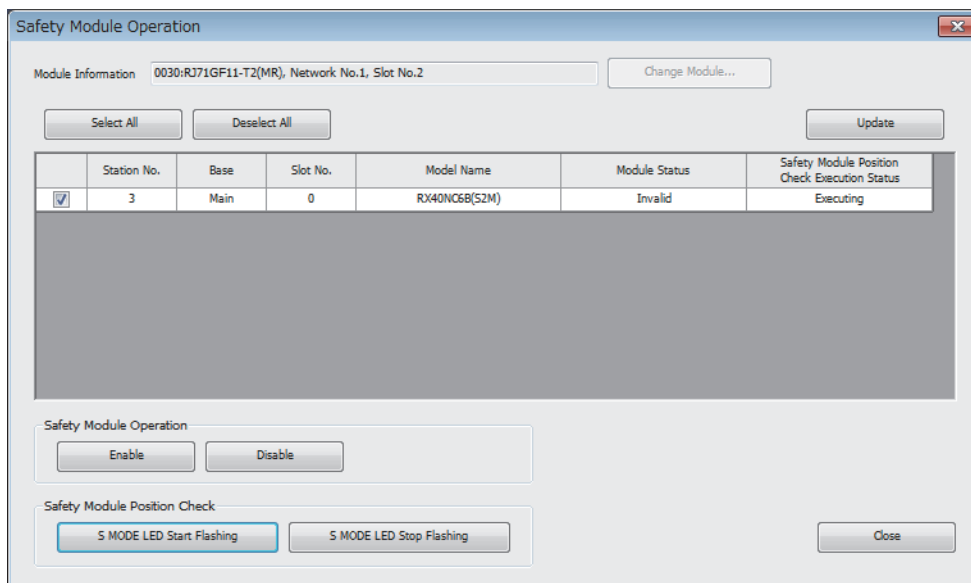 Safety Module Operation
Module Information 0030:RJ71GF11-T2(MR), Network No.1, Slot No.2 Change Module...
Select All Deselect All Update
Station No. Base Slot No. Model Name Module Status Safety Module Position
Check Execution Status
3 Main 0 RX40NC6B(S2M) Invalid Executing
Safety Module Operation
Enable Disable
Safety Module Position Check
S MODE LED Start Flashing S MODE LED Stop Flashing Close